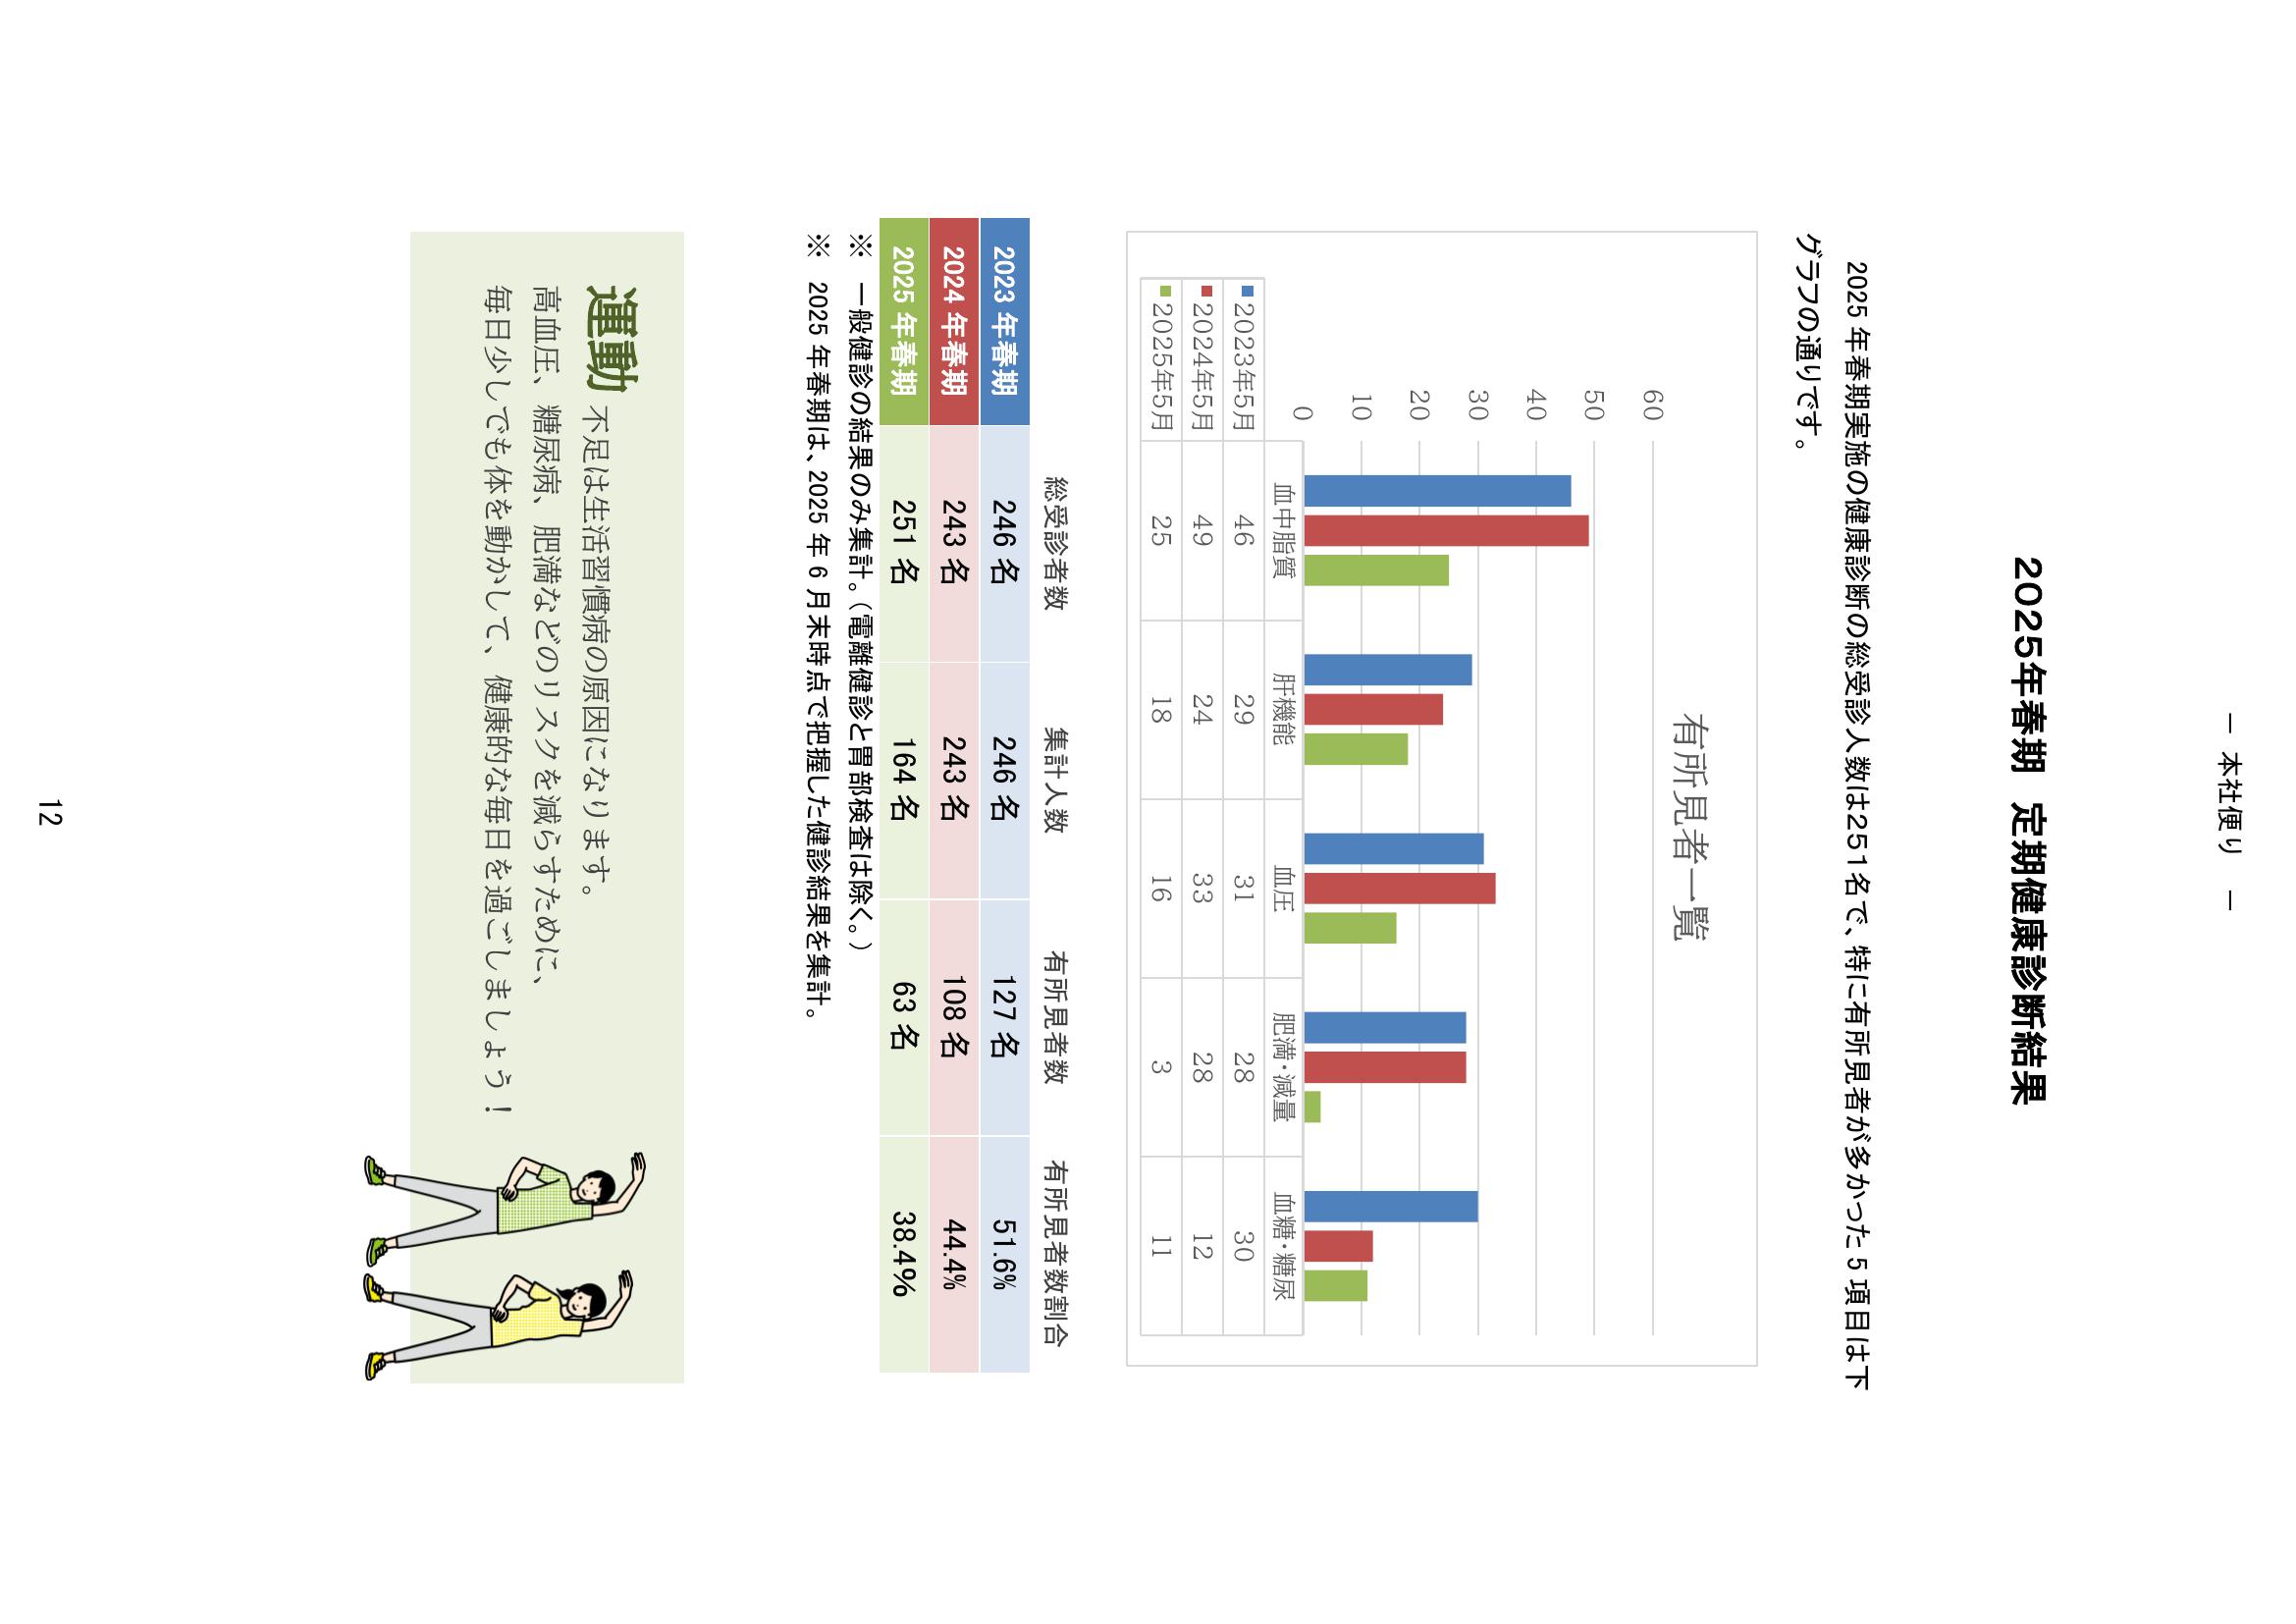 － 本社便り －
2025年春期　定期健康診断結果
2025 年春期実施の健康診断の総受診人数は251名で、特に有所見者が多かった 5 項目は下
グラフの通りです。
有所見者一覧
60
50
40
30
20
10
0
血中脂質 肝機能 血圧 肥満・減量 血糖・糖尿
2023年5月 46 29 31 28 30
2024年5月 49 24 33 28 12
2025年5月 25 18 16 3 11
総受診者数 集計人数 有所見者数 有所見者数割合
2023 年春期 246 名 246 名 127 名 51.6%
2024 年春期 243 名 243 名 108 名 44.4%
2025 年春期 251 名 164 名 63 名 38.4%
※ 一般健診の結果のみ集計。（電離健診と胃部検査は除く。）
※ 2025 年春期は、2025 年 6 月末時点で把握した健診結果を集計。
運動不足は生活習慣病の原因になります。
高血圧、糖尿病、肥満などのリスクを減らすために、
毎日少しでも体を動かして、健康的な毎日を過ごしましょう！
12